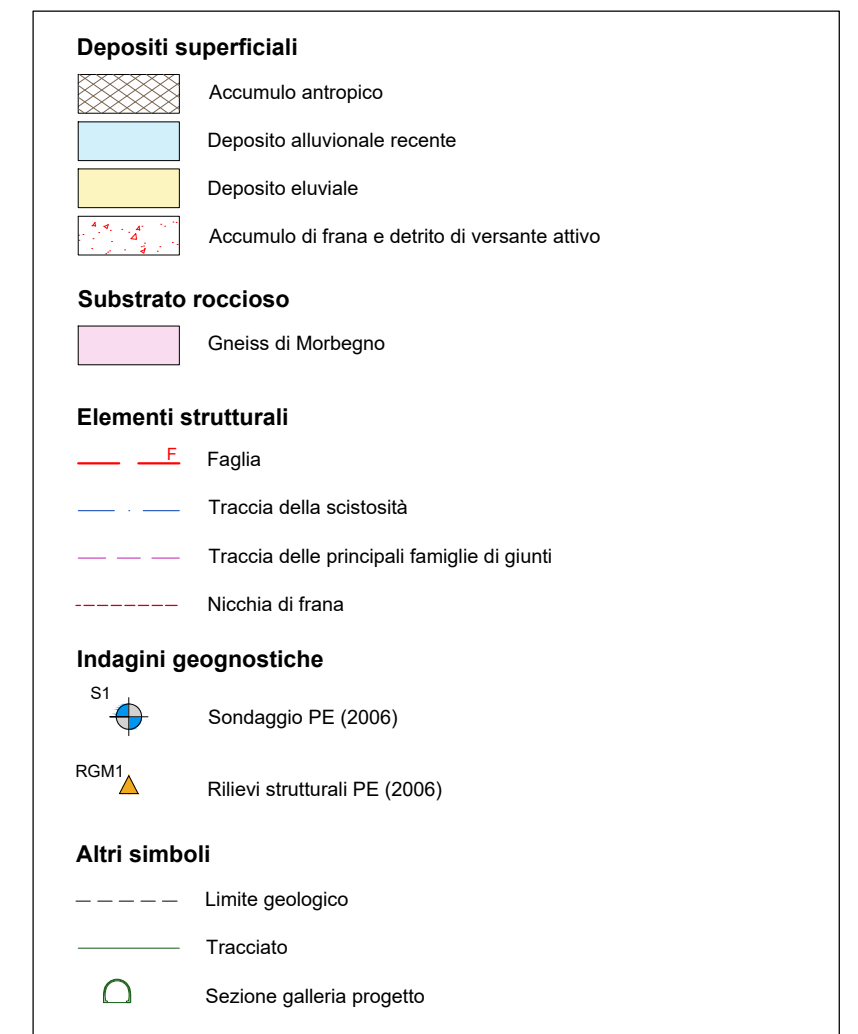 Depositi superficiali
Accumulo antropico
Deposito alluvionale recente
Deposito eluviale
Accumulo di frana e detrito di versante attivo
Substrato roccioso
Gneiss di Morbegno
Elementi strutturali
F Faglia
Traccia della scistosità
Traccia delle principali famiglie di giunti
Nicchia di frana
Indagini geognostiche
S1
Sondaggio PE (2006)
RGM1
Rilievi strutturali PE (2006)
Altri simboli
Limite geologico
Tracciato
Sezione galleria progetto